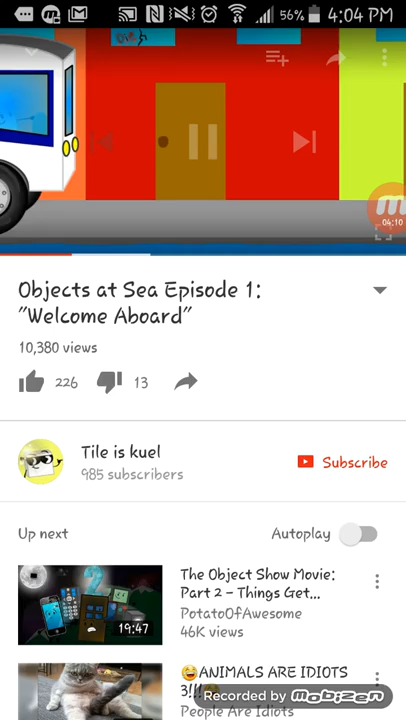 56% 4:04 PM
04:10
Objects at Sea Episode 1:
"Welcome Aboard"
10,380 views
226 13
Tile is kuel
985 subscribers
Subscribe
Up next Autoplay
19:47
The Object Show Movie:
Part 2 - Things Get...
PotatoOfAwesome
46K views
😂ANIMALS ARE IDIOTS
3!!!
People Are Idiots
Recorded by mobizen